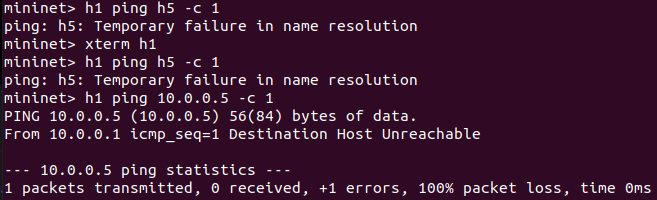 mininet> h1 ping h5 -c 1
ping: h5: Temporary failure in name resolution
mininet> xterm h1
mininet> h1 ping h5 -c 1
ping: h5: Temporary failure in name resolution
mininet> h1 ping 10.0.0.5 -c 1
PING 10.0.0.5 (10.0.0.5) 56(84) bytes of data.
From 10.0.0.1 icmp_seq=1 Destination Host Unreachable

--- 10.0.0.5 ping statistics ---
1 packets transmitted, 0 received, +1 errors, 100% packet loss, time 0ms